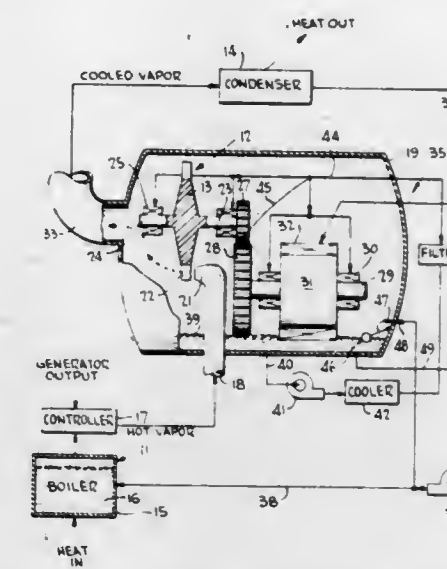 HEAT OUT
14
CONDENSER
COOLED VAPOR
12
44
19
35
25
13
23
27
45
33
24
28
32
30
FILT
31
29
21
22
47
39
48
46
49
40
18
GENERATOR
OUTPUT
CONTROLLER
17
HOT VAPOR
41
COOLER
42
11
BOILER
16
15
38
HEAT
IN